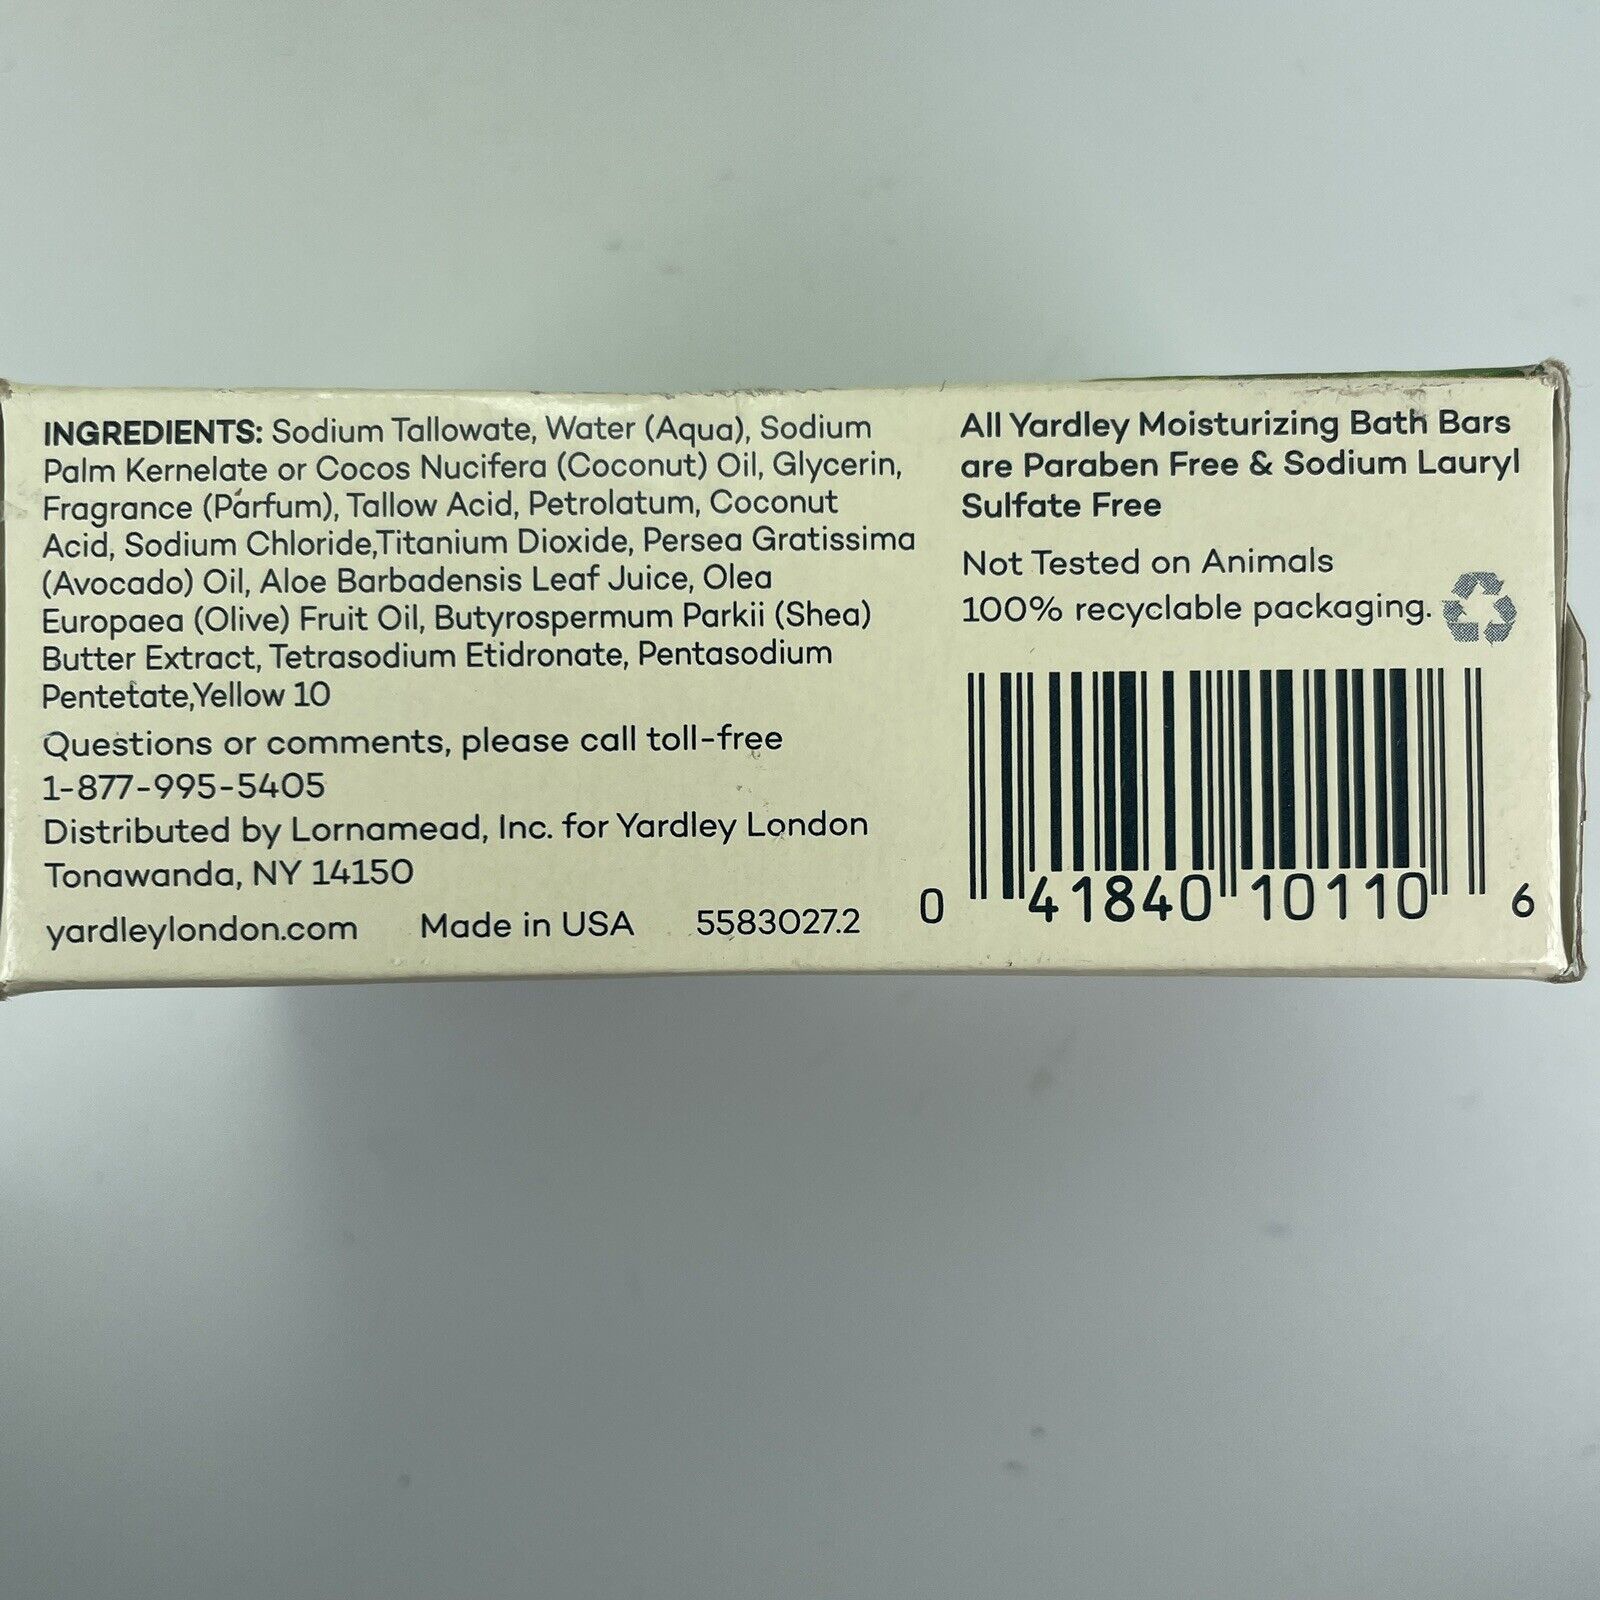 INGREDIENTS: Sodium Tallowate, Water (Aqua), Sodium
Palm Kernelate or Cocos Nucifera (Coconut) Oil, Glycerin,
Fragrance (Parfum), Tallow Acid, Petrolatum, Coconut
Acid, Sodium Chloride,Titanium Dioxide, Persea Gratissima
(Avocado) Oil, Aloe Barbadensis Leaf Juice, Olea
Europaea (Olive) Fruit Oil, Butyrospermum Parkii (Shea)
Butter Extract, Tetrasodium Etidronate, Pentasodium
Pentetate,Yellow 10
Questions or comments, please call toll-free
1-877-995-5405
Distributed by Lornamead, Inc. for Yardley London
Tonawanda, NY 14150
yardleylondon.com Made in USA 5583027.2
All Yardley Moisturizing Bath Bars
are Paraben Free & Sodium Lauryl
Sulfate Free
Not Tested on Animals
100% recyclable packaging.
0 41840 10110 6